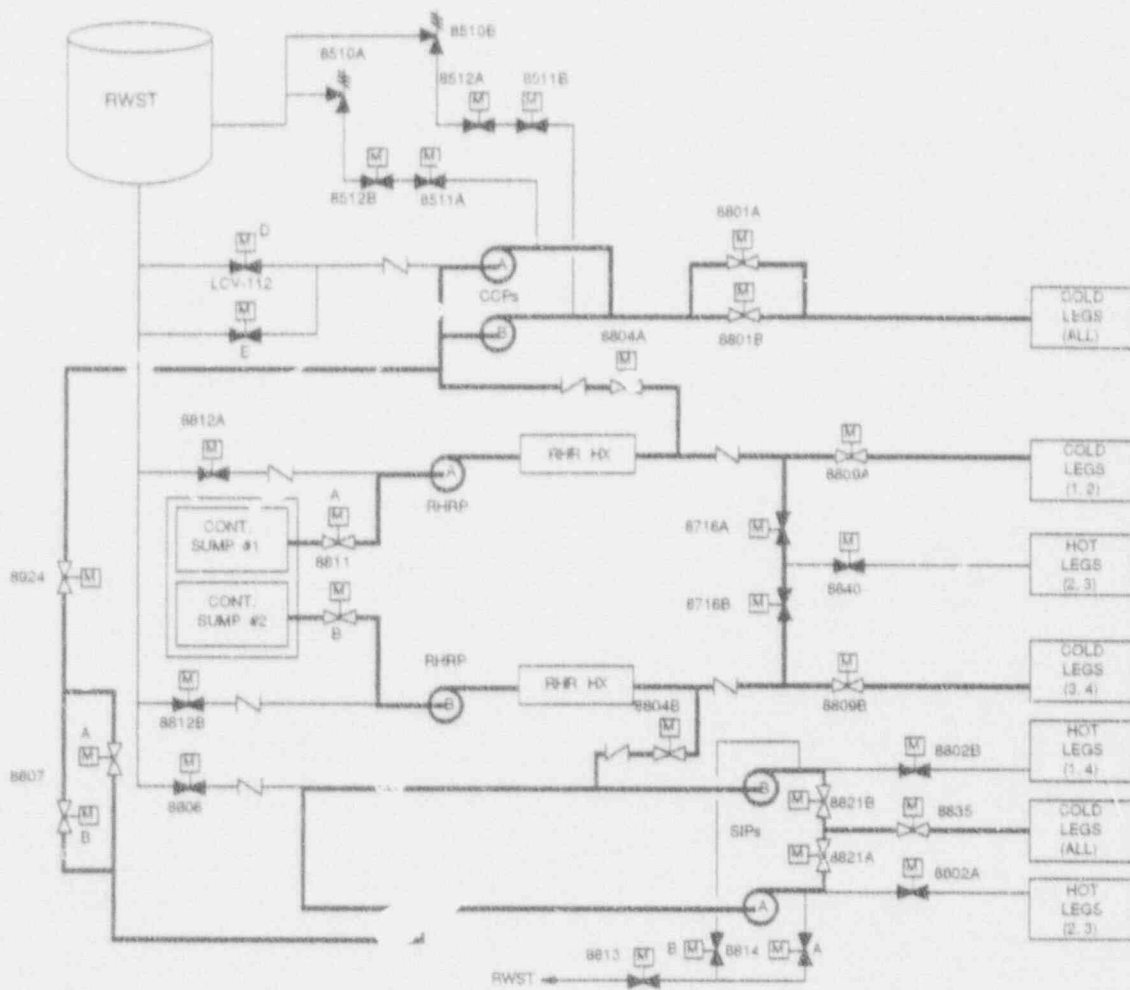 8510B
8510A
8512A 8511B
RWST
M M
M M
8512B 8511A
8801A
M
D
M
LCV-112
A
CCPs
M
COLD
LEGS
(ALL)
M
E
B
8804A
8801B
M
8812A
M
RHR HX
M
COLD
LEGS
(1, 2)
A
RHRP
8809A
A
M
CONT.
SUMP #1
8811
8716A
M
M
HOT
LEGS
(2, 3)
8924
M
M
CONT.
SUMP #2
B
8716B
M
8840
RHRP
M
COLD
LEGS
(3, 4)
M
B
RHR HX
8804B
8809B
8812B
A
M
M
M
8802B
HOT
LEGS
(1, 4)
8807
M
8806
M
B
B
M
8821B
M
8835
COLD
LEGS
(ALL)
SIPs
M
8821A
M
8802A
A
HOT
LEGS
(2, 3)
8813
M
B
M
8814
M
A
RWST